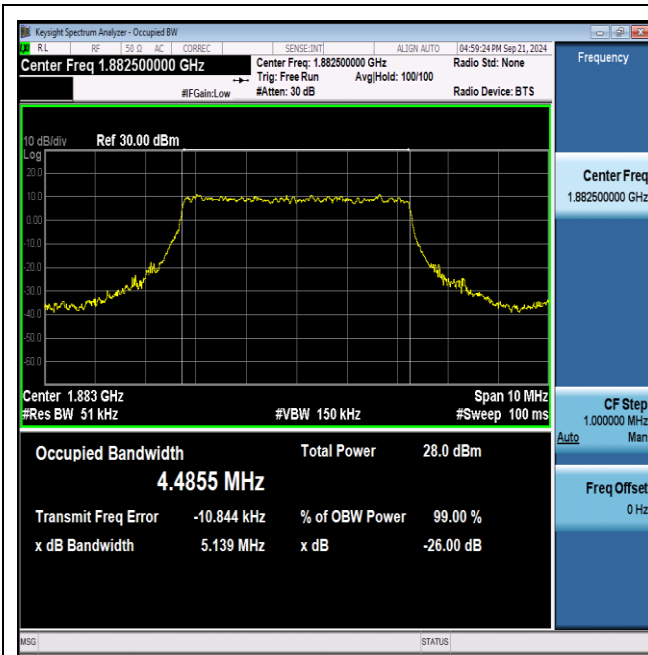 Keysight Spectrum Analyzer - Occupied BW
RL RF 50 Ω AC CORREC SENSE:INT ALIGN AUTO 04:59:24 PM Sep 21, 2024
Center Freq 1.882500000 GHz
Center Freq: 1.882500000 GHz Radio Std: None
Trig: Free Run Avg|Hold: 100/100
#IFGain:Low #Atten: 30 dB Radio Device: BTS
10 dB/div Ref 30.00 dBm
Log
20.0
10.0
0.00
-10.0
-20.0
-30.0
-40.0
-50.0
-60.0
Center 1.883 GHz Span 10 MHz
#Res BW 51 kHz #VBW 150 kHz #Sweep 100 ms
Occupied Bandwidth Total Power 28.0 dBm
4.4855 MHz
Transmit Freq Error -10.844 kHz % of OBW Power 99.00 %
x dB Bandwidth 5.139 MHz x dB -26.00 dB
MSG STATUS
Frequency
Center Freq
1.882500000 GHz
CF Step
1.000000 MHz
Auto Man
Freq Offset
0 Hz